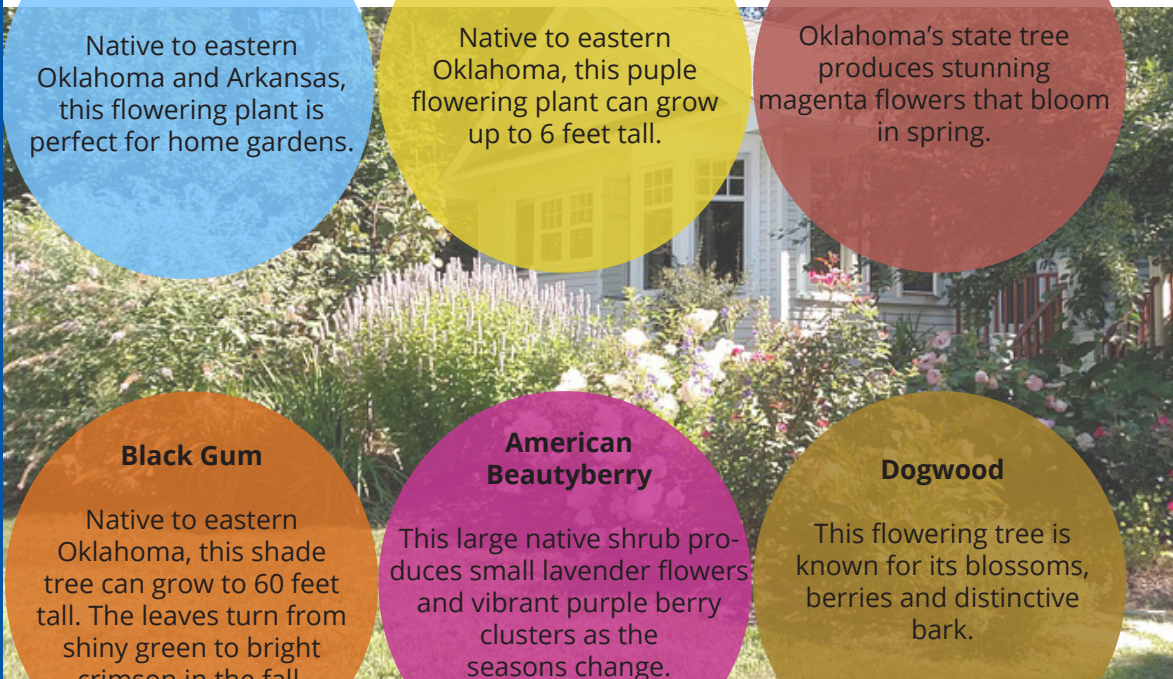 Native to eastern
Oklahoma and Arkansas,
this flowering plant is
perfect for home gardens.
Native to eastern
Oklahoma, this puple
flowering plant can grow
up to 6 feet tall.
Oklahoma’s state tree
produces stunning
magenta flowers that bloom
in spring.
Black Gum
Native to eastern
Oklahoma, this shade
tree can grow to 60 feet
tall. The leaves turn from
shiny green to bright
crimson in the fall.
American
Beautyberry
This large native shrub pro-
duces small lavender flowers
and vibrant purple berry
clusters as the
seasons change.
Dogwood
This flowering tree is
known for its blossoms,
berries and distinctive
bark.